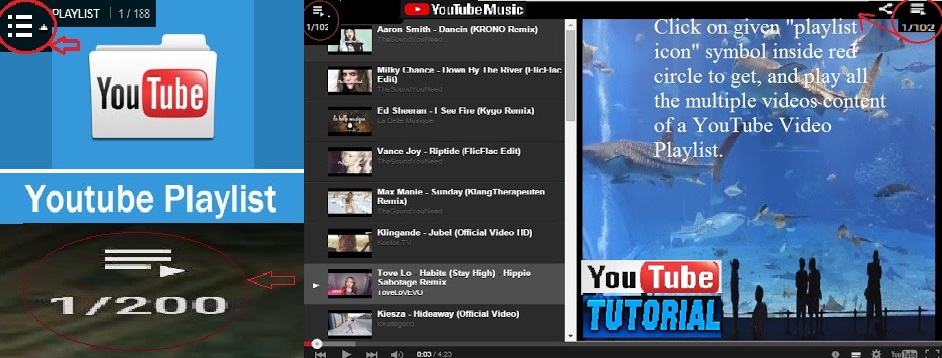 PLAYLIST 1 / 188
YouTube
Youtube Playlist
1/200
1/102
YouTube Music
1/102
Aaron Smith - Dancin (KRONO Remix)
TheSoundYouNeed
Milky Chance - Down By The River (FlicFlac
Edit)
TheSoundYouNeed
Ed Sheeran - I See Fire (Kygo Remix)
La Belle Musique
Vance Joy - Riptide (FlicFlac Edit)
TheSoundYouNeed
Max Manie - Sunday (KlangTherapeuten
Remix)
TheSoundYouNeed
Klingande - Jubel (Official Video HD)
Tove Lo - Habits (Stay High) - Hippie
Sabotage Remix
ToveLoVEVO
Kiesza - Hideaway (Official Video)
Click on given "playlist
icon" symbol inside red
circle to get, and play all
the multiple videos content
of a YouTube Video
Playlist.
YouTube
TUTORIAL
0:03 / 4:23
YouTube